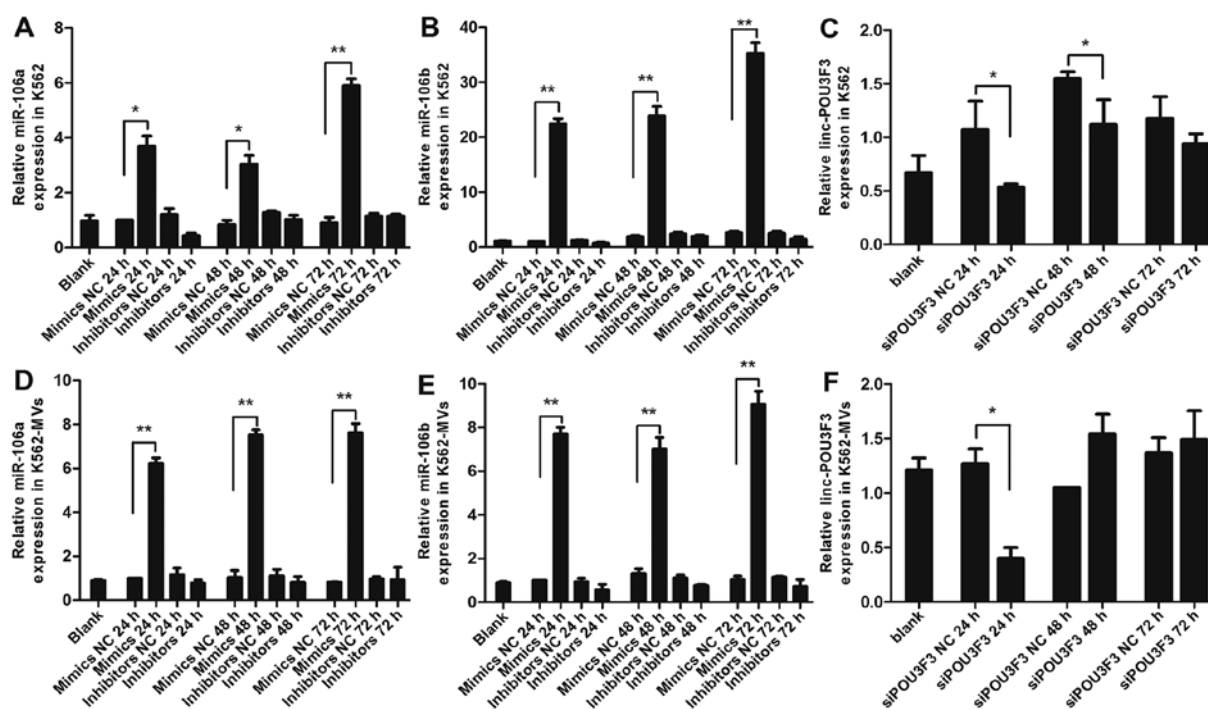 A
Relative miR-106a
expression in K562
8
6
4
2
0
*
*
**
Blank
Mimics NC 24 h
Mimics 24 h
Inhibitors NC 24 h
Inhibitors 24 h
Mimics NC 48 h
Mimics 48 h
Inhibitors NC 48 h
Inhibitors 48 h
Mimics NC 72 h
Mimics 72 h
Inhibitors NC 72 h
Inhibitors 72 h
B
Relative miR-106b
expression in K562
40
30
20
10
0
**
**
**
Blank
Mimics NC 24 h
Mimics 24 h
Inhibitors NC 24 h
Inhibitors 24 h
Mimics NC 48 h
Mimics 48 h
Inhibitors NC 48 h
Inhibitors 48 h
Mimics NC 72 h
Mimics 72 h
Inhibitors NC 72 h
Inhibitors 72 h
C
Relative linc-POU3F3
expression in K562
2.0
1.5
1.0
0.5
0.0
*
*
blank
siPOU3F3 NC 24 h
siPOU3F3 24 h
siPOU3F3 NC 48 h
siPOU3F3 48 h
siPOU3F3 NC 72 h
siPOU3F3 72 h
D
Relative miR-106a
expression in K562-MVs
10
8
6
4
2
0
**
**
**
Blank
Mimics NC 24 h
Mimics 24 h
Inhibitors NC 24 h
Inhibitors 24 h
Mimics NC 48 h
Mimics 48 h
Inhibitors NC 48 h
Inhibitors 48 h
Mimics NC 72 h
Mimics 72 h
Inhibitors NC 72 h
Inhibitors 72 h
E
Relative miR-106b
expression in K562-MVs
10
8
6
4
2
0
**
**
**
Blank
Mimics NC 24 h
Mimics 24 h
Inhibitors NC 24 h
Inhibitors 24 h
Mimics NC 48 h
Mimics 48 h
Inhibitors NC 48 h
Inhibitors 48 h
Mimics NC 72 h
Mimics 72 h
Inhibitors NC 72 h
Inhibitors 72 h
F
Relative linc-POU3F3
expression in K562-MVs
2.0
1.5
1.0
0.5
0.0
*
blank
siPOU3F3 NC 24 h
siPOU3F3 24 h
siPOU3F3 NC 48 h
siPOU3F3 48 h
siPOU3F3 NC 72 h
siPOU3F3 72 h